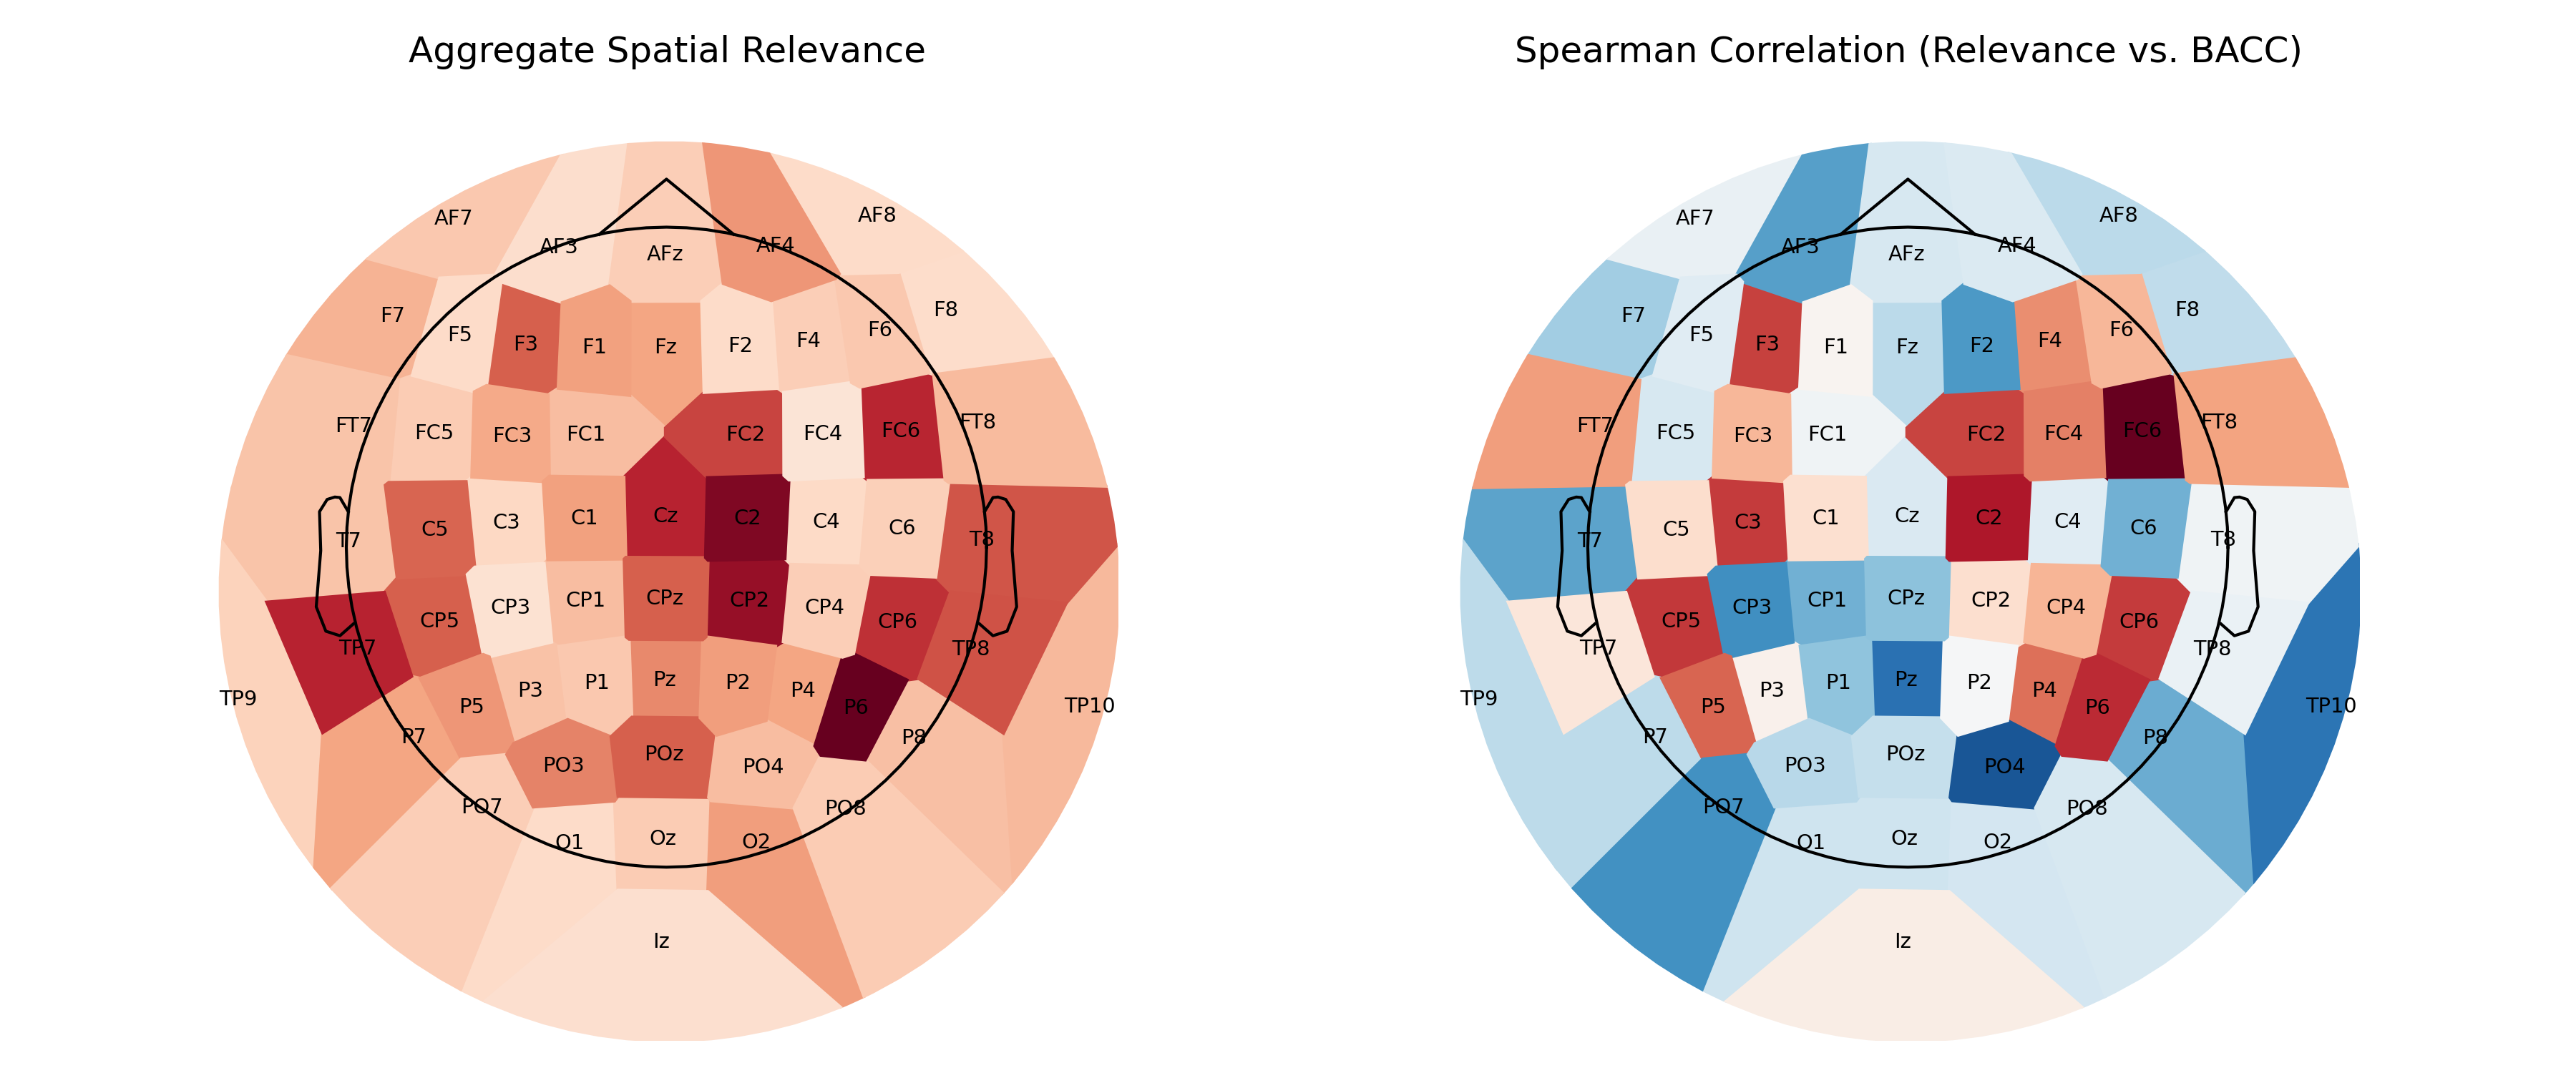 Aggregate Spatial Relevance
AF7 AF3 AFz AF4 AF8
F7 F5 F3 F1 Fz F2 F4 F6 F8
FT7 FC5 FC3 FC1 FC2 FC4 FC6 FT8
T7 C5 C3 C1 Cz C2 C4 C6 T8
TP9 TP7 CP5 CP3 CP1 CPz CP2 CP4 CP6 TP8 TP10
P7 P5 P3 P1 Pz P2 P4 P6 P8
PO7 PO3 POz PO4 PO8
O1 Oz O2
Iz
Spearman Correlation (Relevance vs. BACC)
AF7 AF3 AFz AF4 AF8
F7 F5 F3 F1 Fz F2 F4 F6 F8
FT7 FC5 FC3 FC1 FC2 FC4 FC6 FT8
T7 C5 C3 C1 Cz C2 C4 C6 T8
TP9 TP7 CP5 CP3 CP1 CPz CP2 CP4 CP6 TP8 TP10
P7 P5 P3 P1 Pz P2 P4 P6 P8
PO7 PO3 POz PO4 PO8
O1 Oz O2
Iz